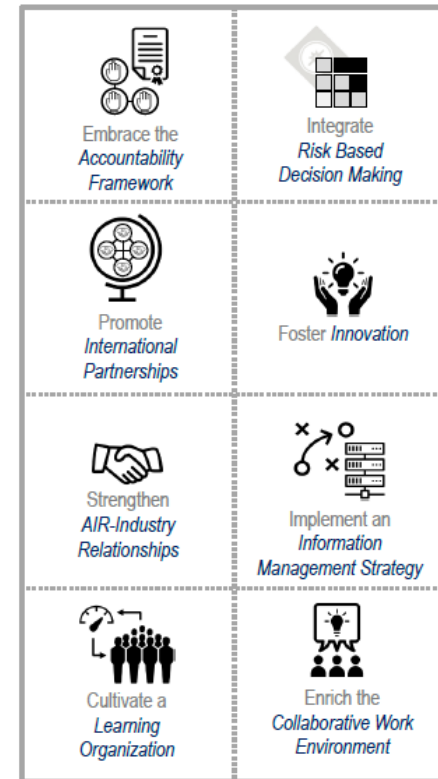 Embrace the
Accountability
Framework
Integrate
Risk Based
Decision Making
Promote
International
Partnerships
Foster Innovation
Strengthen
AIR-Industry
Relationships
Implement an
Information
Management Strategy
Cultivate a
Learning
Organization
Enrich the
Collaborative Work
Environment